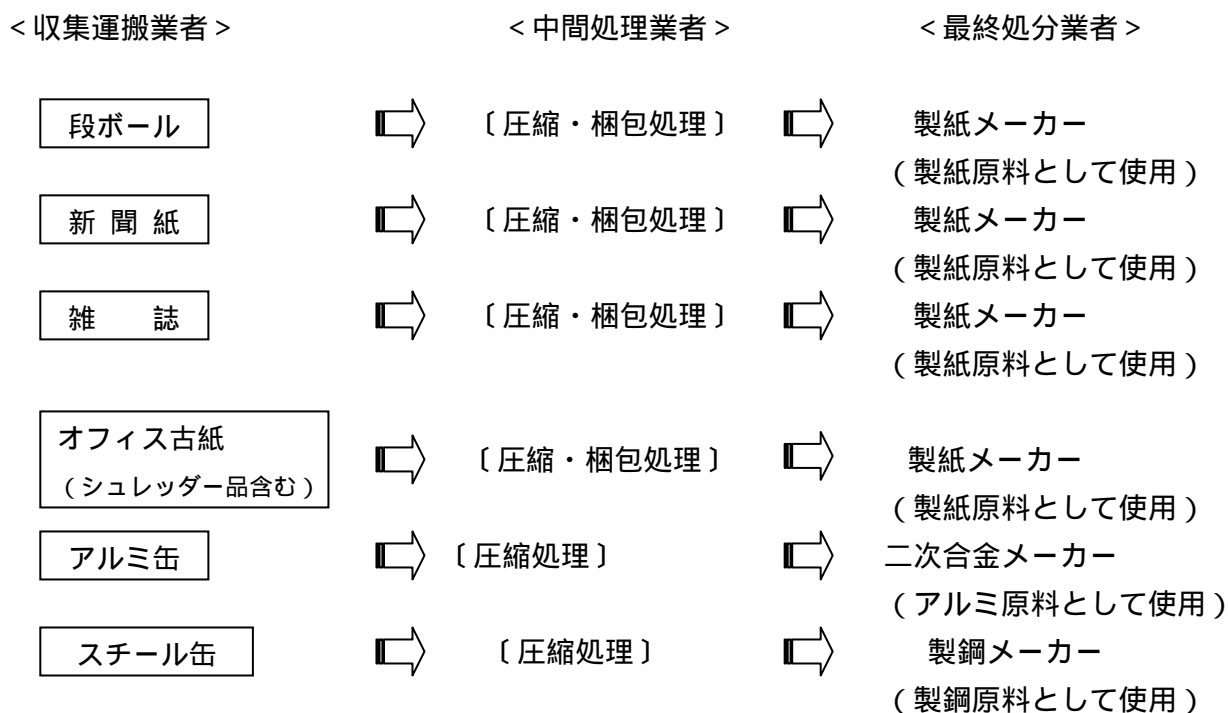 <収集運搬業者> <中間処理業者> <最終処分業者>
段ボール 〔圧縮・梱包処理〕 製紙メーカー
(製紙原料として使用)
新 聞 紙 〔圧縮・梱包処理〕 製紙メーカー
(製紙原料として使用)
雑 誌 〔圧縮・梱包処理〕 製紙メーカー
(製紙原料として使用)
オフィス古紙
(シュレッダー品含む) 〔圧縮・梱包処理〕 製紙メーカー
(製紙原料として使用)
アルミ缶 〔圧縮処理〕 二次合金メーカー
(アルミ原料として使用)
スチール缶 〔圧縮処理〕 製鋼メーカー
(製鋼原料として使用)